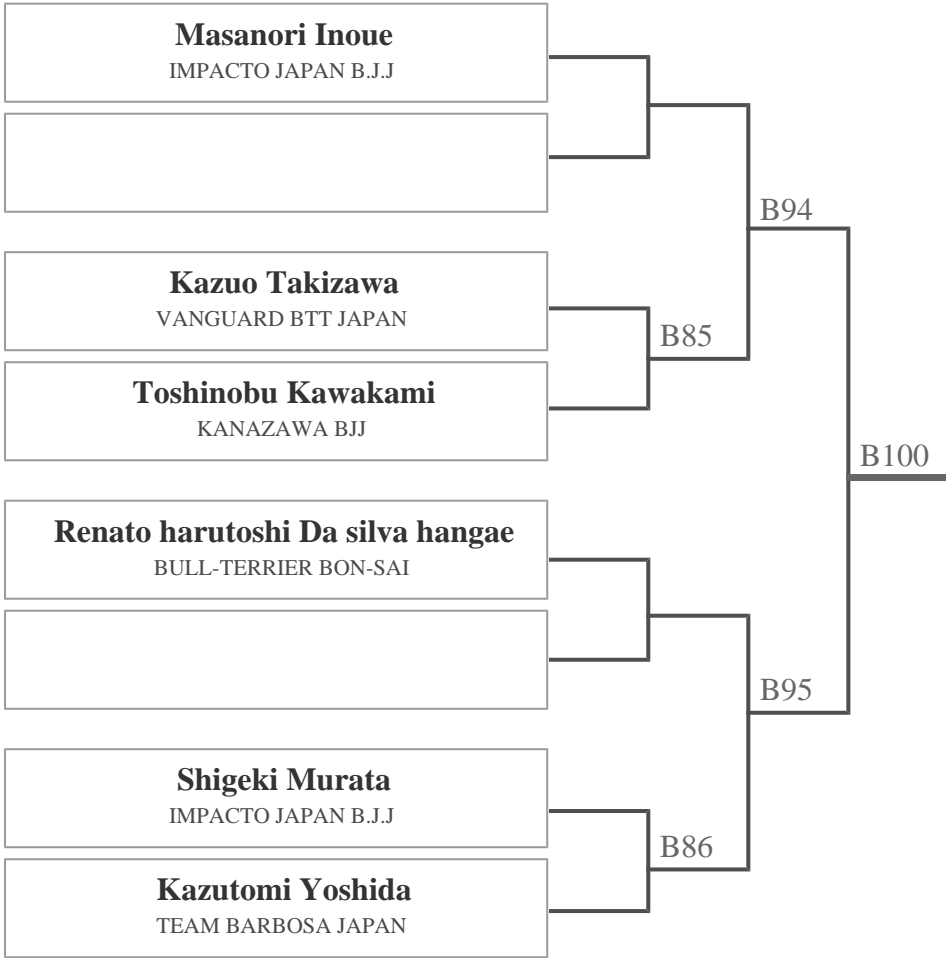 Masanori Inoue
IMPACTO JAPAN B.J.J
B94
Kazuo Takizawa
VANGUARD BTT JAPAN
B85
Toshinobu Kawakami
KANAZAWA BJJ
B100
Renato harutoshi Da silva hangae
BULL-TERRIER BON-SAI
B95
Shigeki Murata
IMPACTO JAPAN B.J.J
B86
Kazutomi Yoshida
TEAM BARBOSA JAPAN